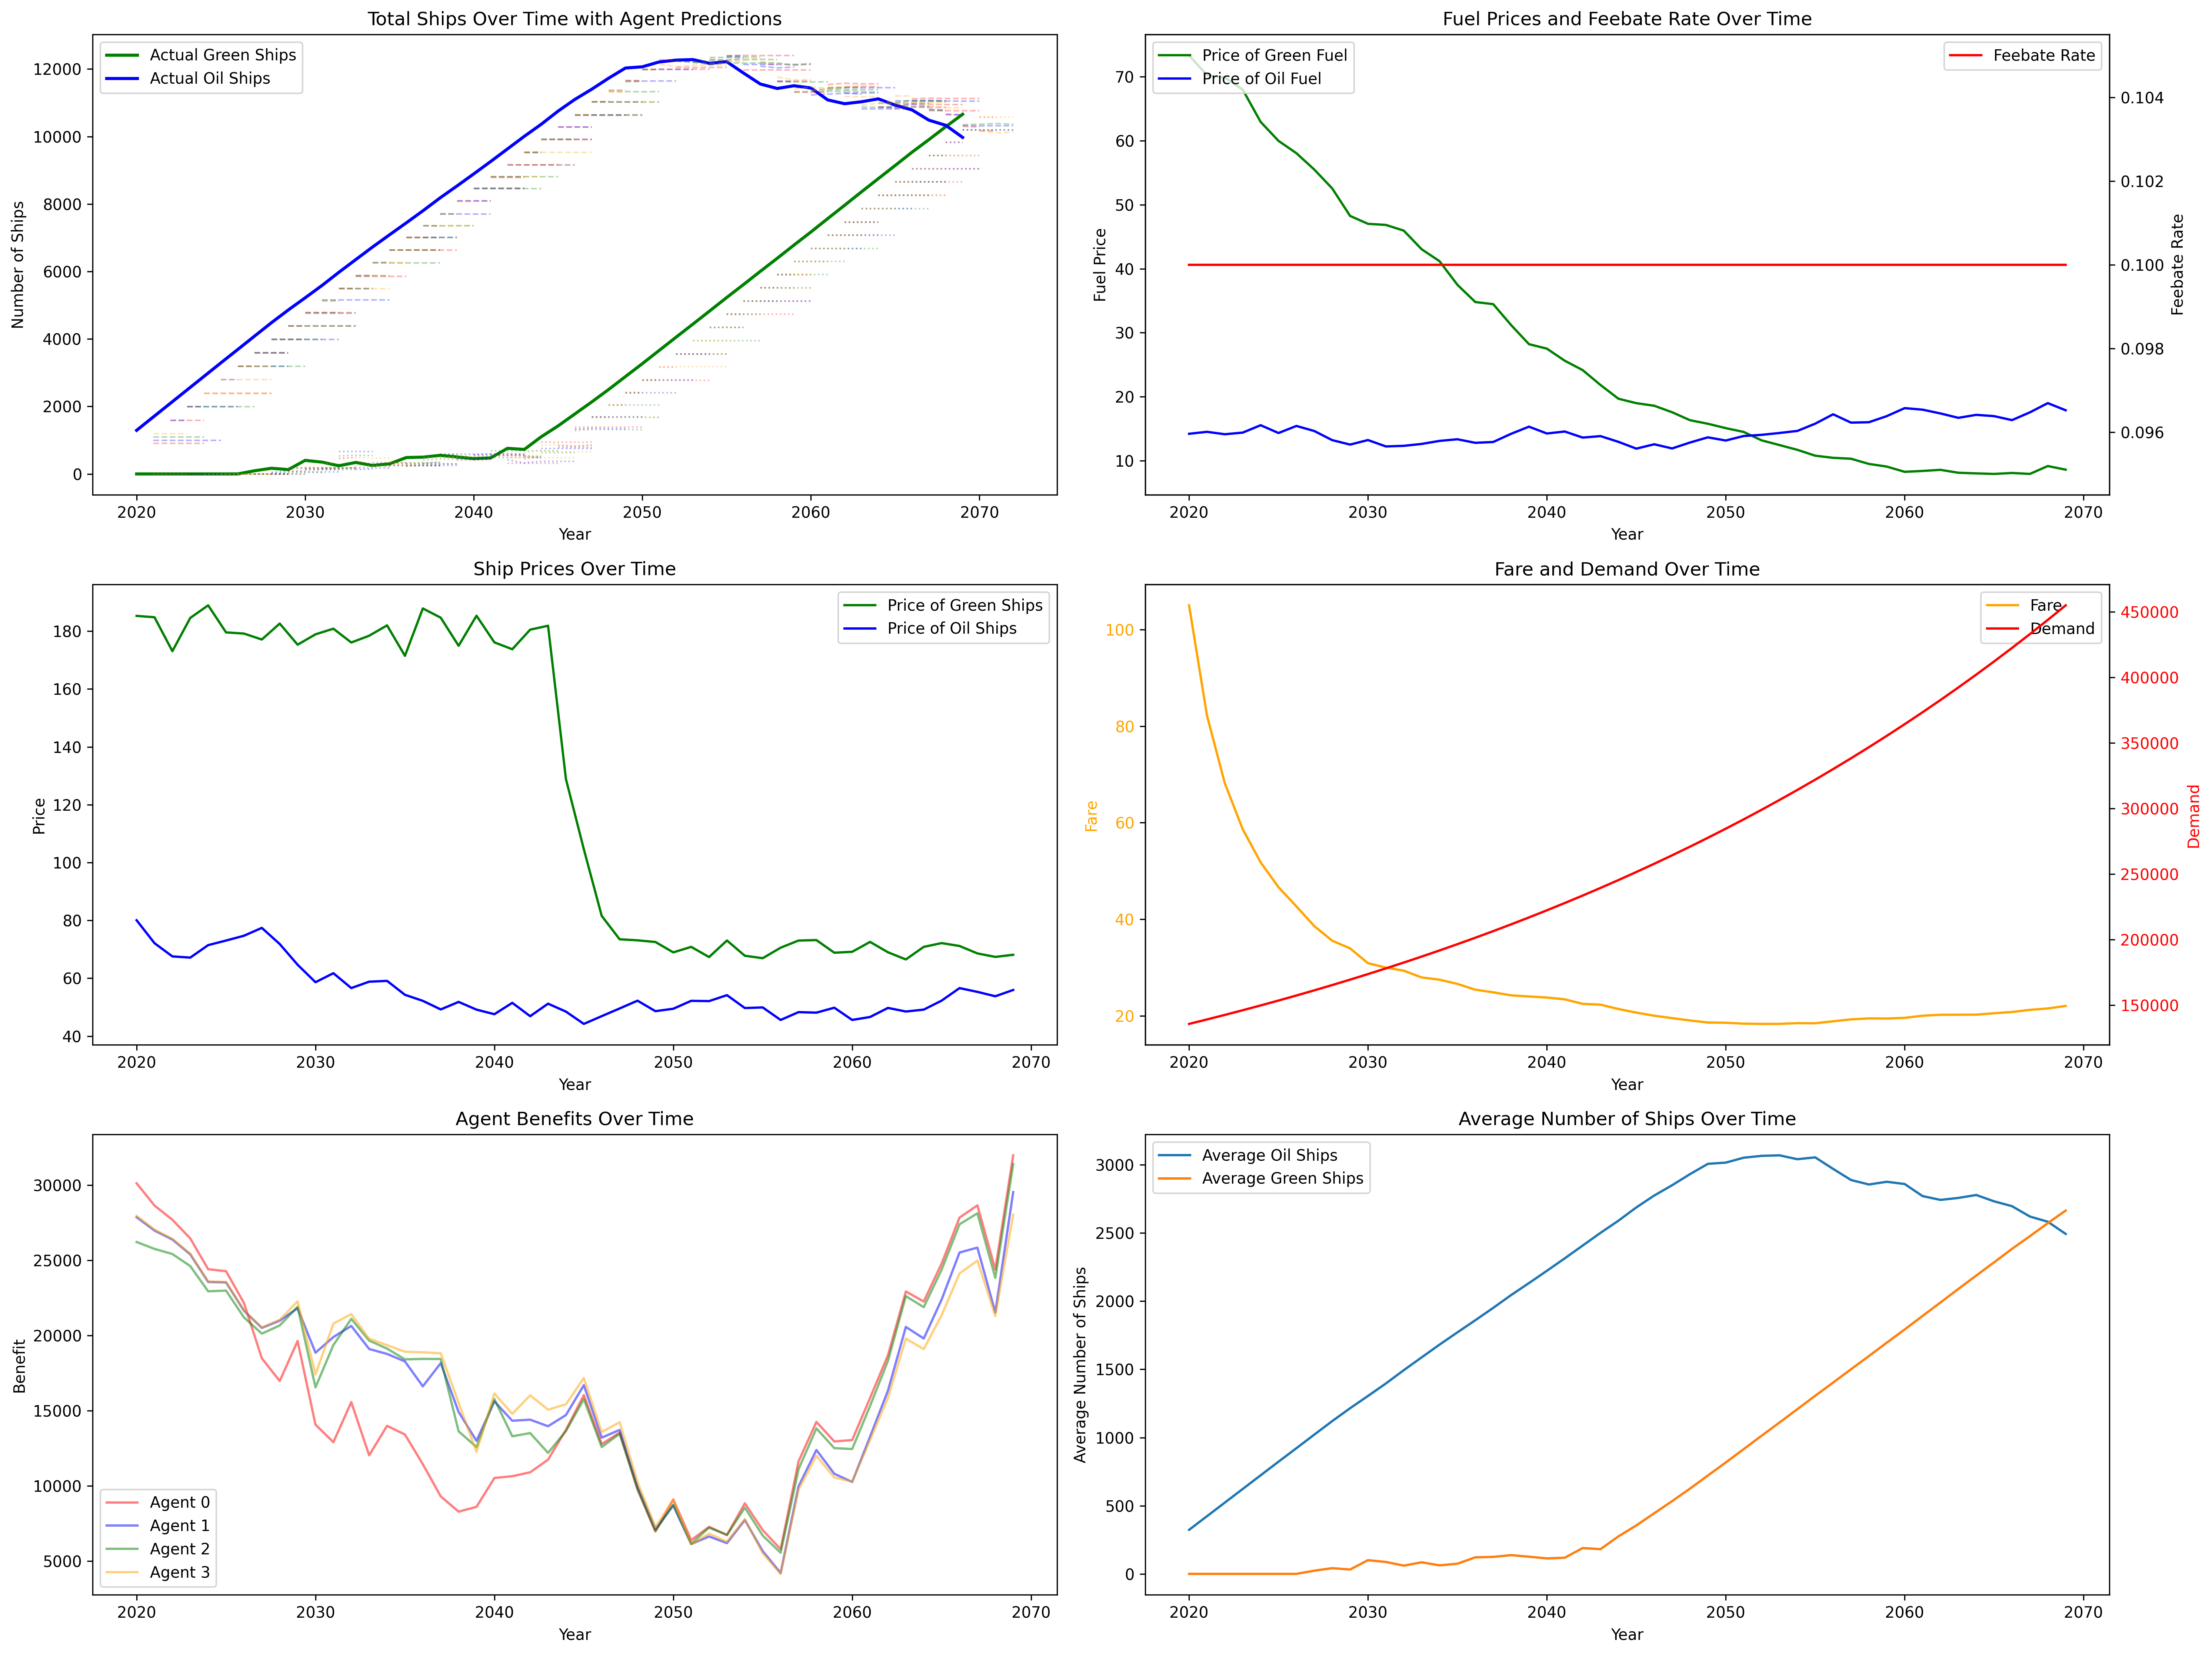 Total Ships Over Time with Agent Predictions
Actual Green Ships
Actual Oil Ships
Number of Ships
12000
10000
8000
6000
4000
2000
0
2020 2030 2040 2050 2060 2070
Year
Fuel Prices and Feebate Rate Over Time
Price of Green Fuel
Price of Oil Fuel
Feebate Rate
Fuel Price
70
60
50
40
30
20
10
0.104
0.102
0.100
0.098
0.096
Feebate Rate
2020 2030 2040 2050 2060 2070
Year
Ship Prices Over Time
Price of Green Ships
Price of Oil Ships
Price
180
160
140
120
100
80
60
40
2020 2030 2040 2050 2060 2070
Year
Fare and Demand Over Time
Fare
Demand
Fare
100
80
60
40
20
450000
400000
350000
300000
250000
200000
150000
Demand
2020 2030 2040 2050 2060 2070
Year
Agent Benefits Over Time
Benefit
30000
25000
20000
15000
10000
5000
Agent 0
Agent 1
Agent 2
Agent 3
2020 2030 2040 2050 2060 2070
Year
Average Number of Ships Over Time
Average Oil Ships
Average Green Ships
Average Number of Ships
3000
2500
2000
1500
1000
500
0
2020 2030 2040 2050 2060 2070
Year